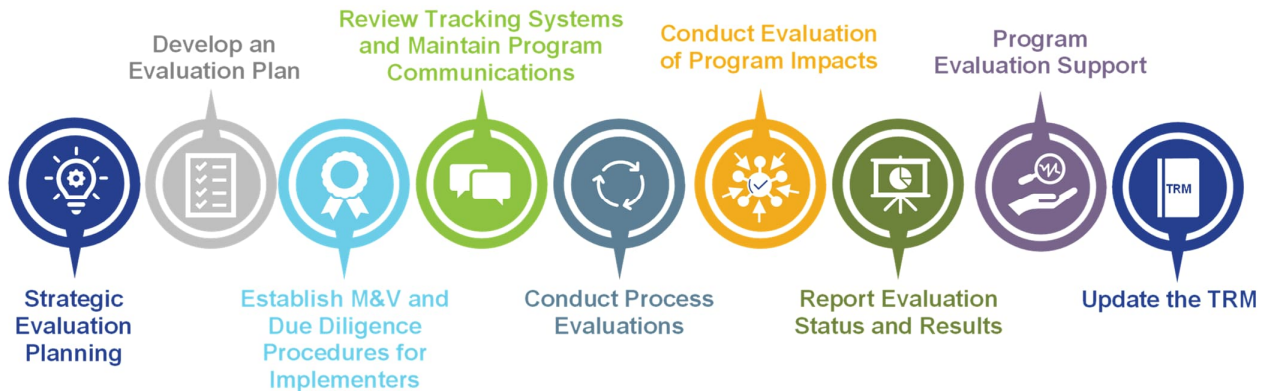 Strategic
Evaluation
Planning
Develop an
Evaluation Plan
Establish M&V and
Due Diligence
Procedures for
Implementers
Review Tracking Systems
and Maintain Program
Communications
Conduct Process
Evaluations
Conduct Evaluation
of Program Impacts
Report Evaluation
Status and Results
Program
Evaluation Support
TRM
Update the TRM